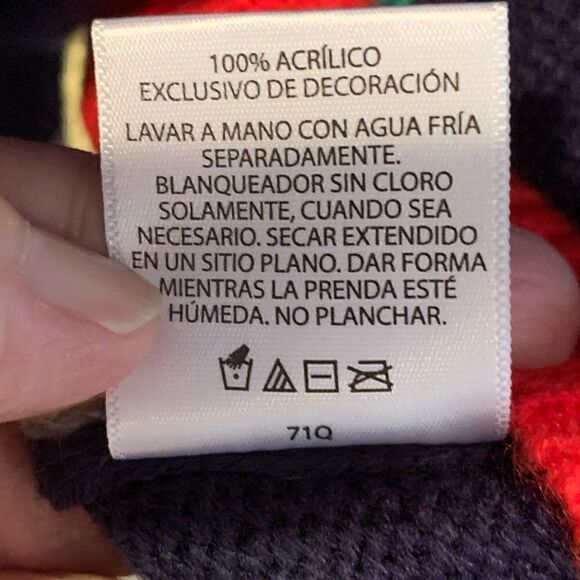 100% ACRÍLICO
EXCLUSIVO DE DECORACIÓN
LAVAR A MANO CON AGUA FRÍA
SEPARADAMENTE.
BLANQUEADOR SIN CLORO
SOLAMENTE, CUANDO SEA
NECESARIO. SECAR EXTENDIDO
EN UN SITIO PLANO. DAR FORMA
MIENTRAS LA PRENDA ESTÉ
HÚMEDA. NO PLANCHAR.
71Q